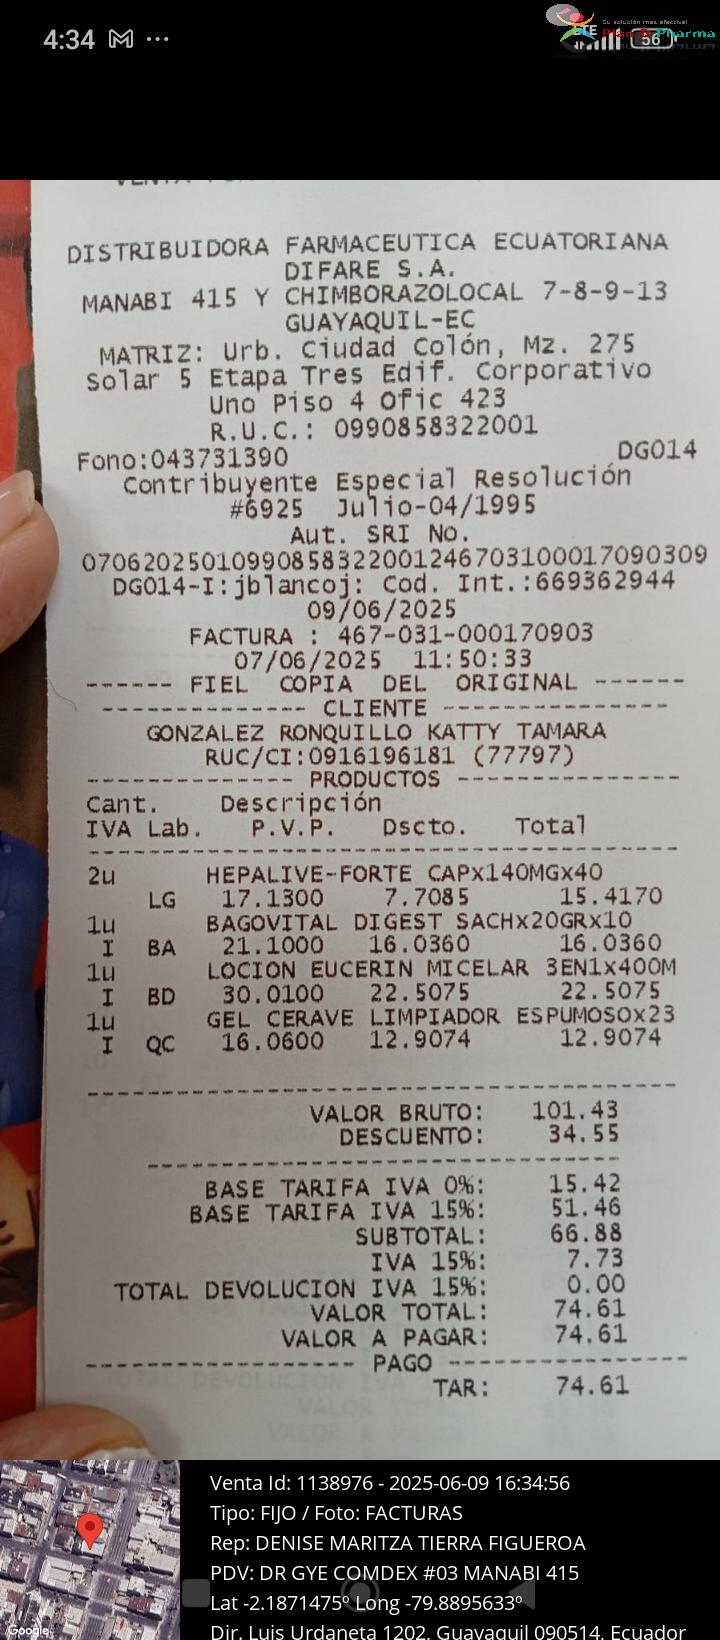 4:34
LTE
56
Su solución más efectiva!
Plan B Pharma
DISTRIBUIDORA FARMACEUTICA ECUATORIANA
DIFARE S.A.
MANABI 415 Y CHIMBORAZOLOCAL 7-8-9-13
GUAYAQUIL-EC
MATRIZ: Urb. Ciudad Colón, Mz. 275
Solar 5 Etapa Tres Edif. Corporativo
Uno Piso 4 Ofic 423
R.U.C.: 0990858322001
Fono:043731390 DG014
Contribuyente Especial Resolución
#6925 Julio-04/1995
Aut. SRI No.
0706202501099085832200124670310001709030​9
DG014-I:jblancoj: Cod. Int.:669362944
09/06/2025
FACTURA : 467-031-000170903
07/06/2025 11:50:33
------ FIEL COPIA DEL ORIGINAL ------
-------------- CLIENTE ---------------
GONZALEZ RONQUILLO KATTY TAMARA
RUC/CI:0916196181 (77797)
-------------- PRODUCTOS ---------------
Cant. Descripción
IVA Lab. P.V.P. Dscto. Total
2u HEPALIVE-FORTE CAPx140MGx40
LG 17.1300 7.7085 15.4170
1u BAGOVITAL DIGEST SACHx20GRx10
I BA 21.1000 16.0360 16.0360
1u LOCION EUCERIN MICELAR 3EN1x400M
I BD 30.0100 22.5075 22.5075
1u GEL CERAVE LIMPIADOR ESPUMOSOx23
I QC 16.0600 12.9074 12.9074
VALOR BRUTO: 101.43
DESCUENTO: 34.55
BASE TARIFA IVA 0%: 15.42
BASE TARIFA IVA 15%: 51.46
SUBTOTAL: 66.88
IVA 15%: 7.73
TOTAL DEVOLUCION IVA 15%: 0.00
VALOR TOTAL: 74.61
VALOR A PAGAR: 74.61
------------------ PAGO ------------------
TAR: 74.61
Venta Id: 1138976 - 2025-06-09 16:34:56
Tipo: FIJO / Foto: FACTURAS
Rep: DENISE MARITZA TIERRA FIGUEROA
PDV: DR GYE COMDEX #03 MANABI 415
Lat -2.1871475º Long -79.8895633º
Dir. Luis Urdaneta 1202, Guayaquil 090514, Ecuador
Google